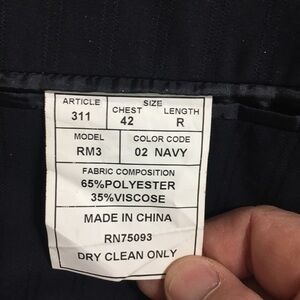 ARTICLE SIZE
CHEST LENGTH
311 42 R
MODEL COLOR CODE
RM3 02 NAVY
FABRIC COMPOSITION
65%POLYESTER
35%VISCOSE
MADE IN CHINA
RN75093
DRY CLEAN ONLY